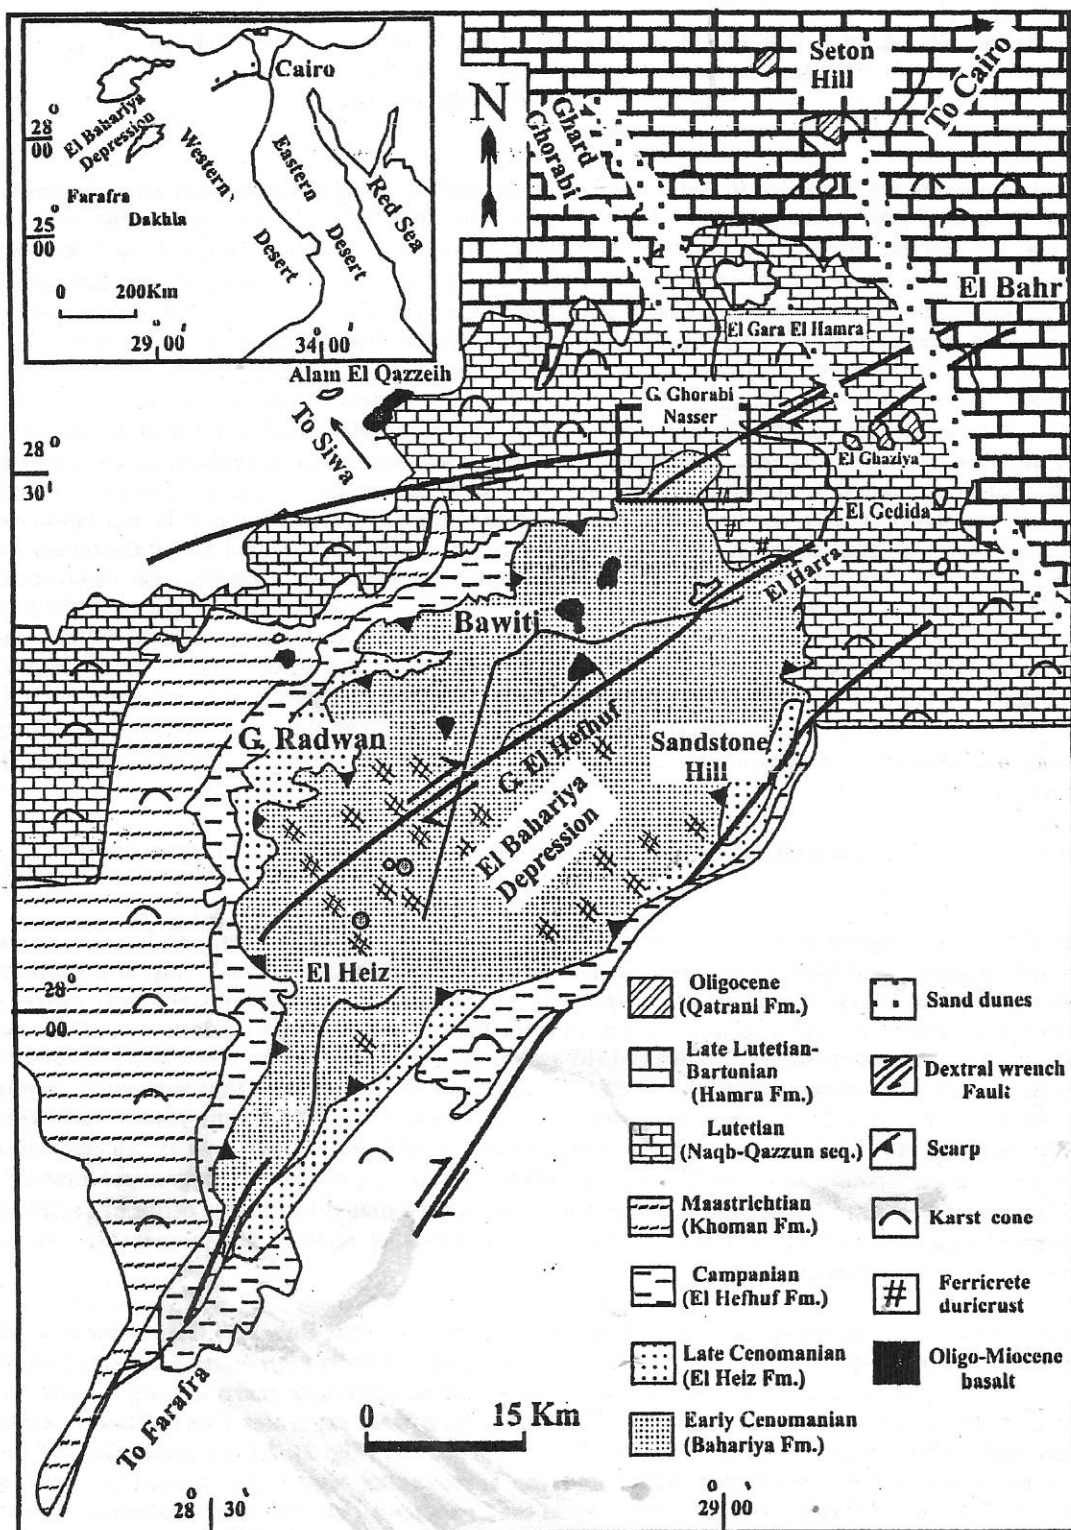 Cairo
28°
00
El Bahariya
Depression
Western
Desert
Eastern
Desert
Red Sea
Farafra
Dakhla
25°
00
0 200Km
29° 00
34° 00
N
Ghard
Ghorabi
Seton
Hill
To Cairo
El Bahr
El Gara El Hamra
Alam El Qazzeih
To Siwa
G. Ghorabi
Nasser
El Ghaziya
El Gedida
El Harra
28°
30'
Bawiti
G. Radwan
G. El Hefhuf
Sandstone
Hill
El Bahariya
Depression
El Heiz
28°
00
To Farafra
Oligocene
(Qatrani Fm.)
Late Lutetian-
Bartonian
(Hamra Fm.)
Lutetian
(Naqb-Qazzun seq.)
Maastrichtian
(Khoman Fm.)
Campanian
(El Hefhuf Fm.)
Late Cenomanian
(El Heiz Fm.)
Early Cenomanian
(Bahariya Fm.)
Sand dunes
Dextral wrench
Fault
Scarp
Karst cone
Ferricrete
duricrust
Oligo-Miocene
basalt
0 15 Km
28° 30'
29° 00